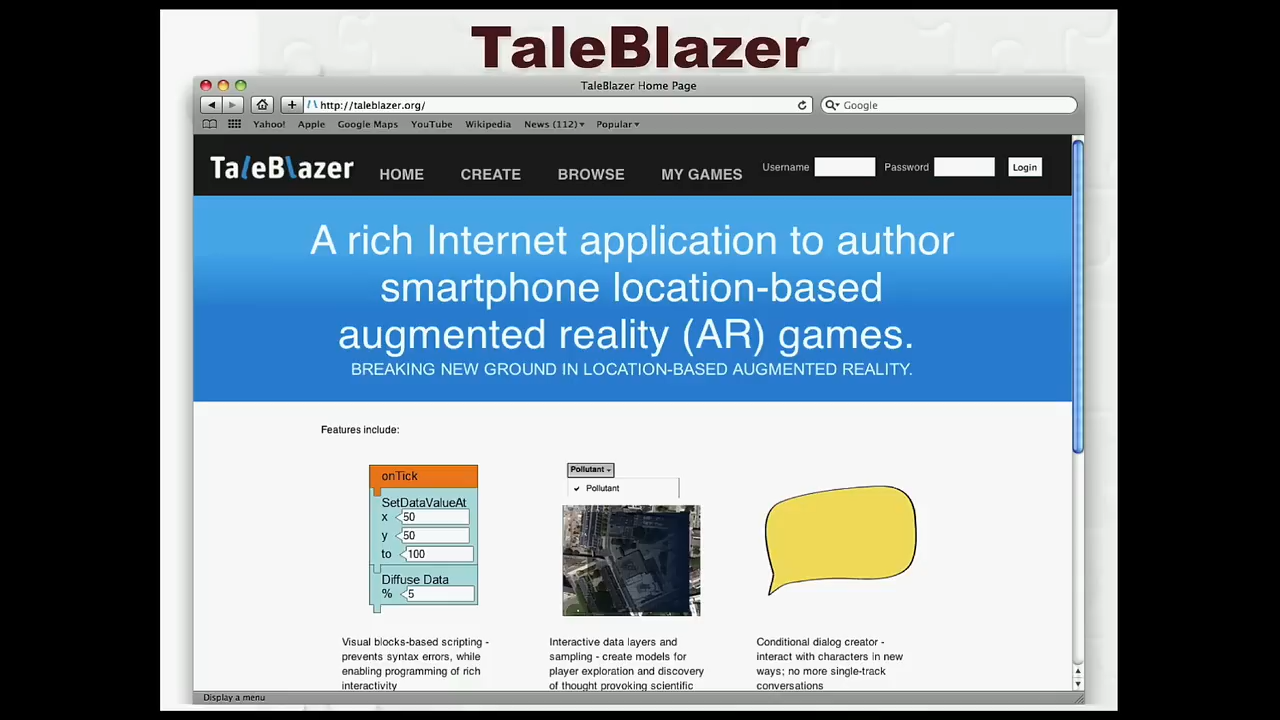 TaleBlazer
TaleBlazer Home Page
http://taleblazer.org/
Google
Yahoo! Apple Google Maps YouTube Wikipedia News (112) Popular
TaleBlazer HOME CREATE BROWSE MY GAMES Username Password Login
A rich Internet application to author
smartphone location-based
augmented reality (AR) games.
BREAKING NEW GROUND IN LOCATION-BASED AUGMENTED REALITY.
Features include:
onTick
SetDataValueAt
x 50
y 50
to 100
Diffuse Data
% 5
Pollutant
Pollutant
Visual blocks-based scripting -
prevents syntax errors, while
enabling programming of rich
interactivity
Interactive data layers and
sampling - create models for
player exploration and discovery
of thought provoking scientific
Conditional dialog creator -
interact with characters in new
ways; no more single-track
conversations
Display a menu